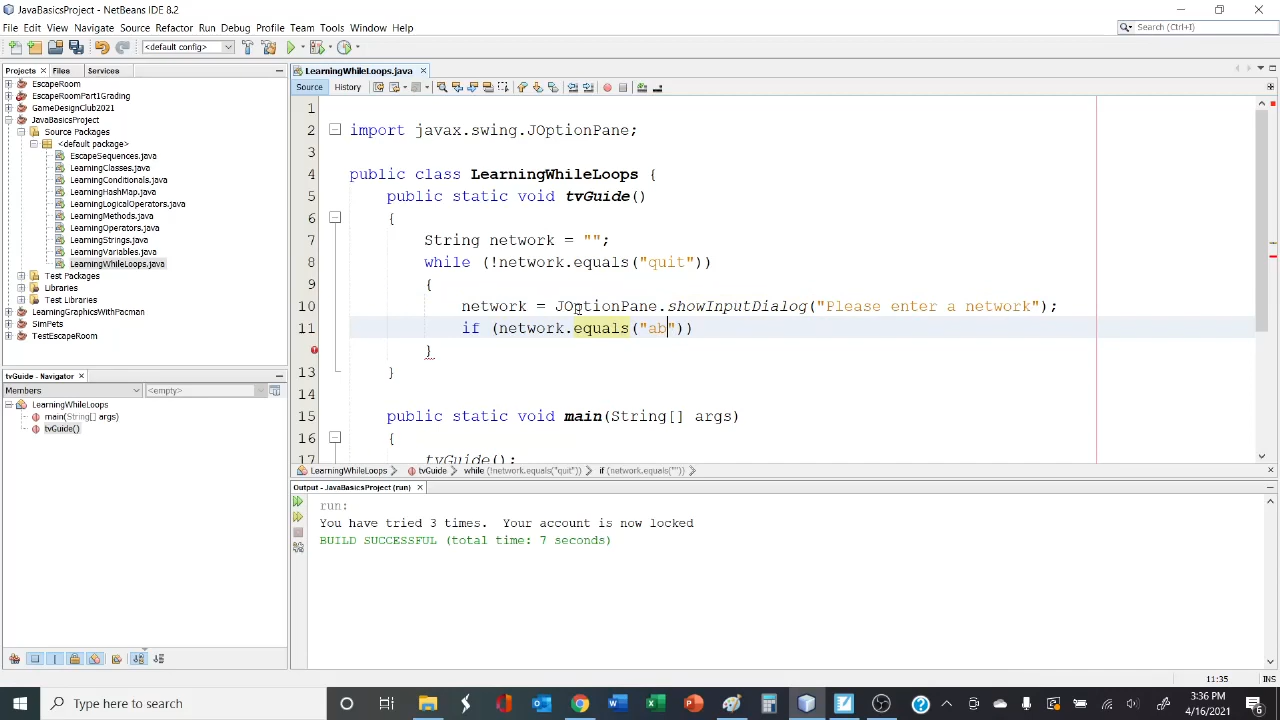 JavaBasicsProject - NetBeans IDE 8.2
File Edit View Navigate Source Refactor Run Debug Profile Team Tools Window Help
Search (Ctrl+I)
<default config>
Projects Files Services
LearningWhileLoops.java
Source History
EscapeRoom
EscapeRoomPart1Grading
GameDesignClub2021
JavaBasicsProject
Source Packages
<default package>
EscapeSequences.java
LearningClasses.java
LearningConditionals.java
LearningHashMap.java
LearningLogicalOperators.java
LearningMethods.java
LearningOperators.java
LearningStrings.java
LearningVariables.java
LearningWhileLoops.java
Test Packages
Libraries
Test Libraries
LearningGraphicsWithPacman
SimPets
TestEscapeRoom
1
2 import javax.swing.JOptionPane;
3
4 public class LearningWhileLoops {
5 public static void tvGuide()
6 {
7 String network = "";
8 while (!network.equals("quit"))
9 {
10 network = JOptionPane.showInputDialog("Please enter a network");
11 if (network.equals("ab"))
}
13 }
14
15 public static void main(String[] args)
16 {
17 tvGuide();
tvGuide - Navigator
Members <empty>
LearningWhileLoops
main(String[] args)
tvGuide()
LearningWhileLoops tvGuide while (!network.equals("quit")) if (network.equals(""))
Output - JavaBasicsProject (run)
run:
You have tried 3 times.  Your account is now locked
BUILD SUCCESSFUL (total time: 7 seconds)
11:35 INS
Type here to search
3:36 PM
4/16/2021
6